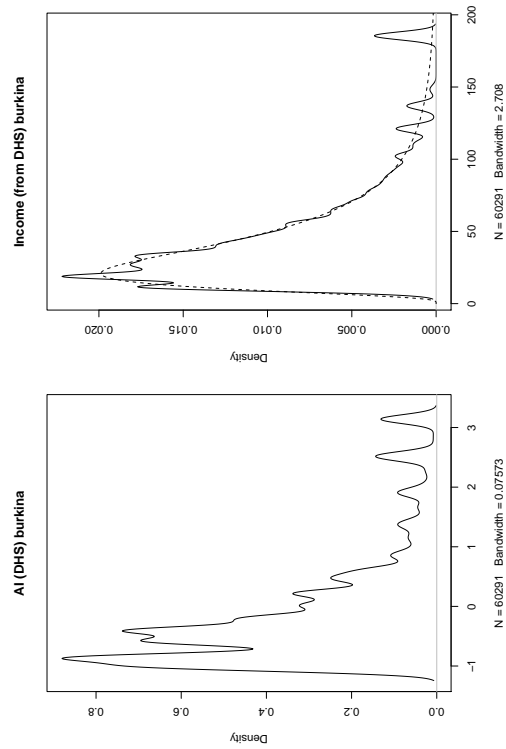 AI (DHS) burkina
Density
0.0 0.2 0.4 0.6 0.8
−1 0 1 2 3
N = 60291 Bandwidth = 0.07573
Income (from DHS) burkina
Density
0.000 0.005 0.010 0.015 0.020
0 50 100 150 200
N = 60291 Bandwidth = 2.708